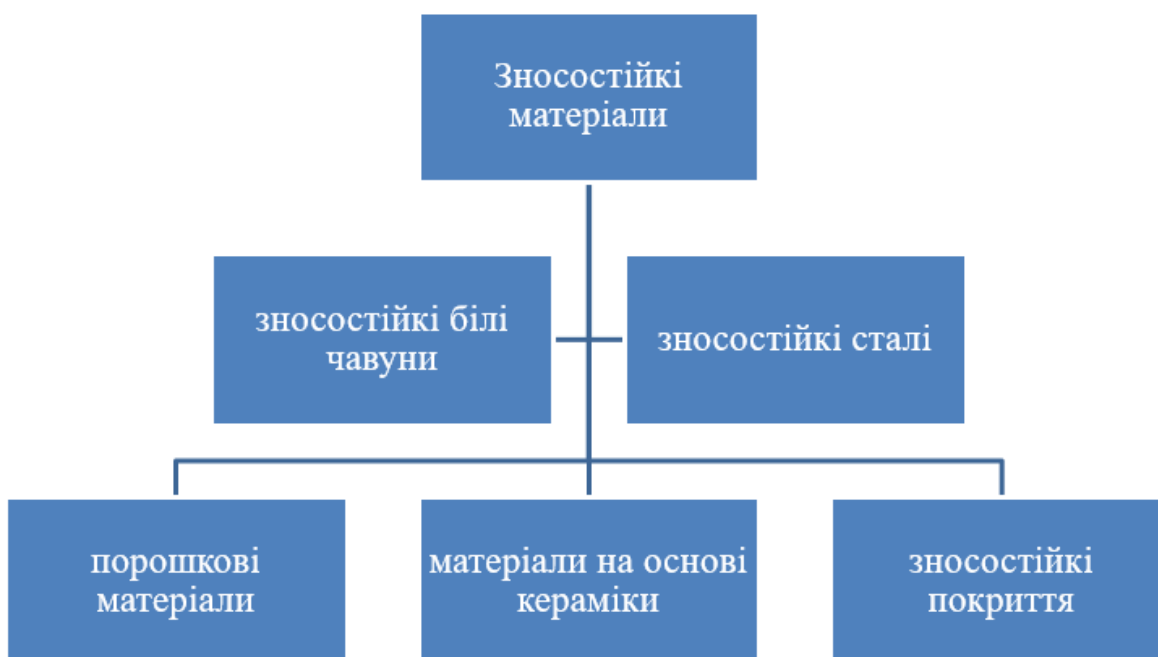 Зносостійкі
матеріали
зносостійкі білі
чавуни
зносостійкі сталі
порошкові
матеріали
матеріали на основі
кераміки
зносостійкі
покриття